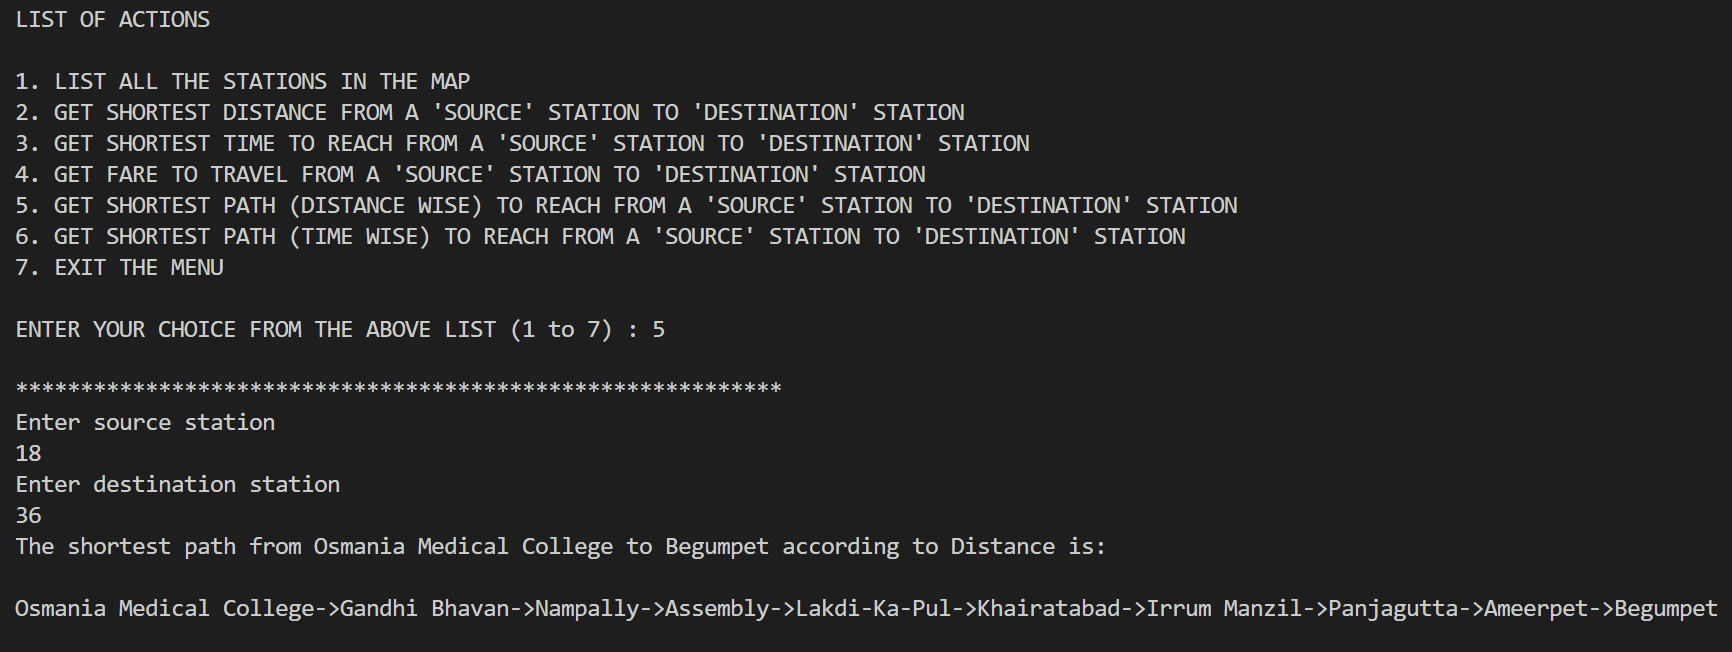 LIST OF ACTIONS
1. LIST ALL THE STATIONS IN THE MAP
2. GET SHORTEST DISTANCE FROM A 'SOURCE' STATION TO 'DESTINATION' STATION
3. GET SHORTEST TIME TO REACH FROM A 'SOURCE' STATION TO 'DESTINATION' STATION
4. GET FARE TO TRAVEL FROM A 'SOURCE' STATION TO 'DESTINATION' STATION
5. GET SHORTEST PATH (DISTANCE WISE) TO REACH FROM A 'SOURCE' STATION TO 'DESTINATION' STATION
6. GET SHORTEST PATH (TIME WISE) TO REACH FROM A 'SOURCE' STATION TO 'DESTINATION' STATION
7. EXIT THE MENU
ENTER YOUR CHOICE FROM THE ABOVE LIST (1 to 7) : 5
***********************************************************
Enter source station
18
Enter destination station
36
The shortest path from Osmania Medical College to Begumpet according to Distance is:
Osmania Medical College->Gandhi Bhavan->Nampally->Assembly->Lakdi-Ka-Pul->Khairatabad->Irrum Manzil->Panjagutta->Ameerpet->Begumpet